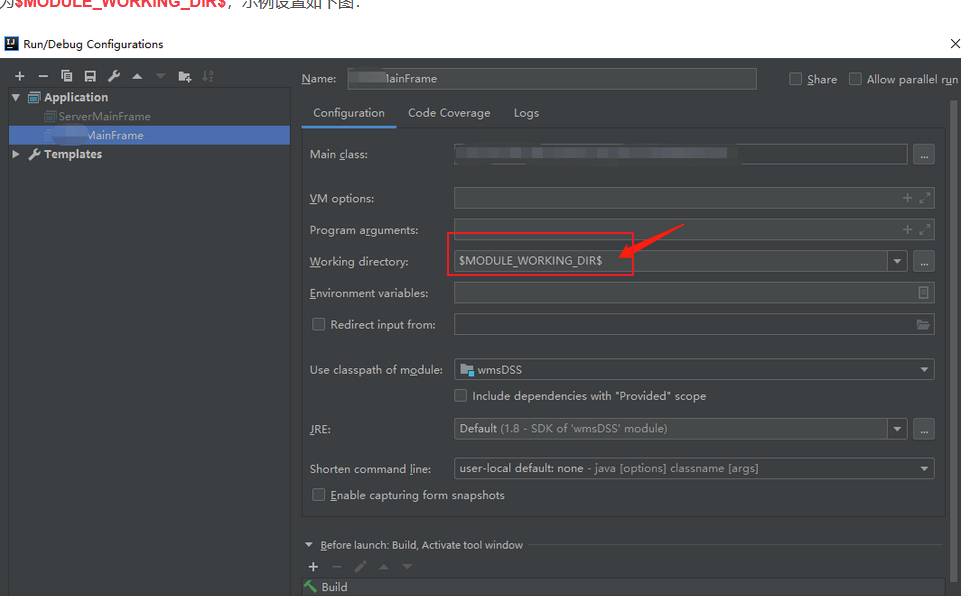 为$MODULE_WORKING_DIR$，示例设置如下图：
Run/Debug Configurations
Name: MainFrame
Share
Allow parallel run
Application
ServerMainFrame
MainFrame
Templates
Configuration
Code Coverage
Logs
Main class:
VM options:
Program arguments:
Working directory: $MODULE_WORKING_DIR$
Environment variables:
Redirect input from:
Use classpath of module: wmsDSS
Include dependencies with "Provided" scope
JRE: Default (1.8 - SDK of 'wmsDSS' module)
Shorten command line: user-local default: none - java [options] classname [args]
Enable capturing form snapshots
Before launch: Build, Activate tool window
Build